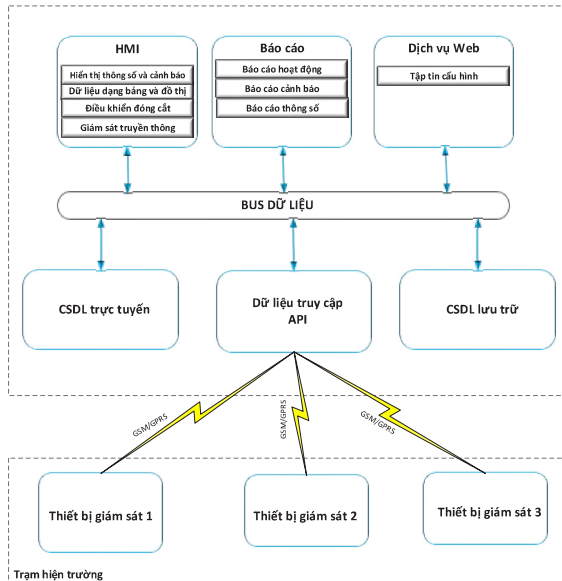 HMI
Hiển thị thông số và cảnh báo
Dữ liệu dạng bảng và đồ thị
Điều khiển đóng cắt
Giám sát truyền thông
Báo cáo
Báo cáo hoạt động
Báo cáo cảnh báo
Báo cáo thông số
Dịch vụ Web
Tập tin cấu hình
BUS DỮ LIỆU
CSDL trực tuyến
Dữ liệu truy cập
API
CSDL lưu trữ
GSM/GPRS
GSM/GPRS
GSM/GPRS
Thiết bị giám sát 1
Thiết bị giám sát 2
Thiết bị giám sát 3
Trạm hiện trường